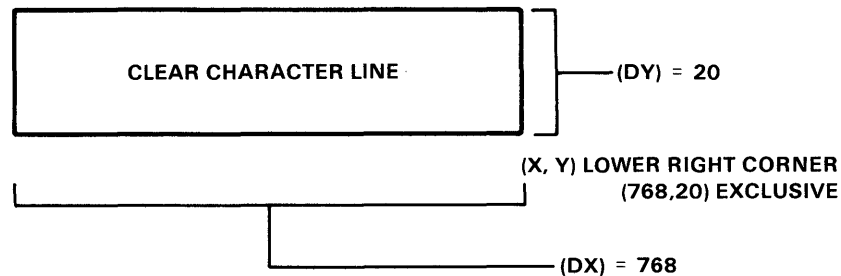 CLEAR CHARACTER LINE
(DY) = 20
(X, Y) LOWER RIGHT CORNER
(768,20) EXCLUSIVE
(DX) = 768